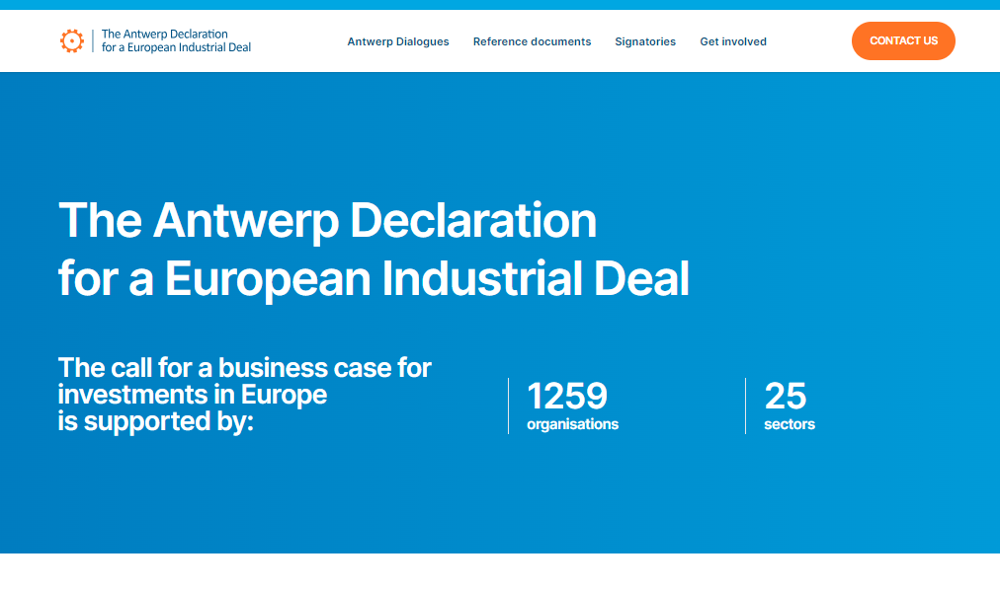 The Antwerp Declaration
for a European Industrial Deal
Antwerp Dialogues
Reference documents
Signatories
Get involved
CONTACT US
The Antwerp Declaration
for a European Industrial Deal
The call for a business case for
investments in Europe
is supported by:
1259
organisations
25
sectors